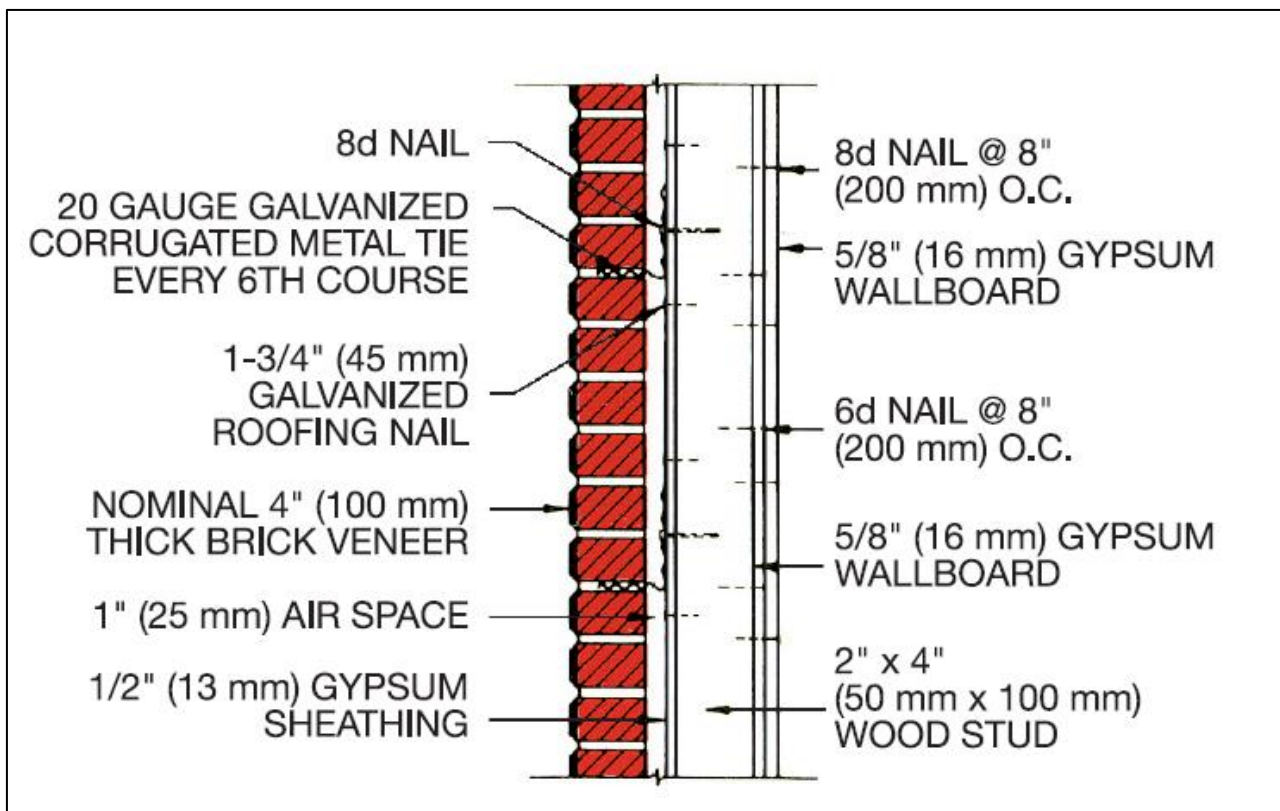 8d NAIL
20 GAUGE GALVANIZED
CORRUGATED METAL TIE
EVERY 6TH COURSE
1-3/4" (45 mm)
GALVANIZED
ROOFING NAIL
NOMINAL 4" (100 mm)
THICK BRICK VENEER
1" (25 mm) AIR SPACE
1/2" (13 mm) GYPSUM
SHEATHING
8d NAIL @ 8"
(200 mm) O.C.
5/8" (16 mm) GYPSUM
WALLBOARD
6d NAIL @ 8"
(200 mm) O.C.
5/8" (16 mm) GYPSUM
WALLBOARD
2" x 4"
(50 mm x 100 mm)
WOOD STUD